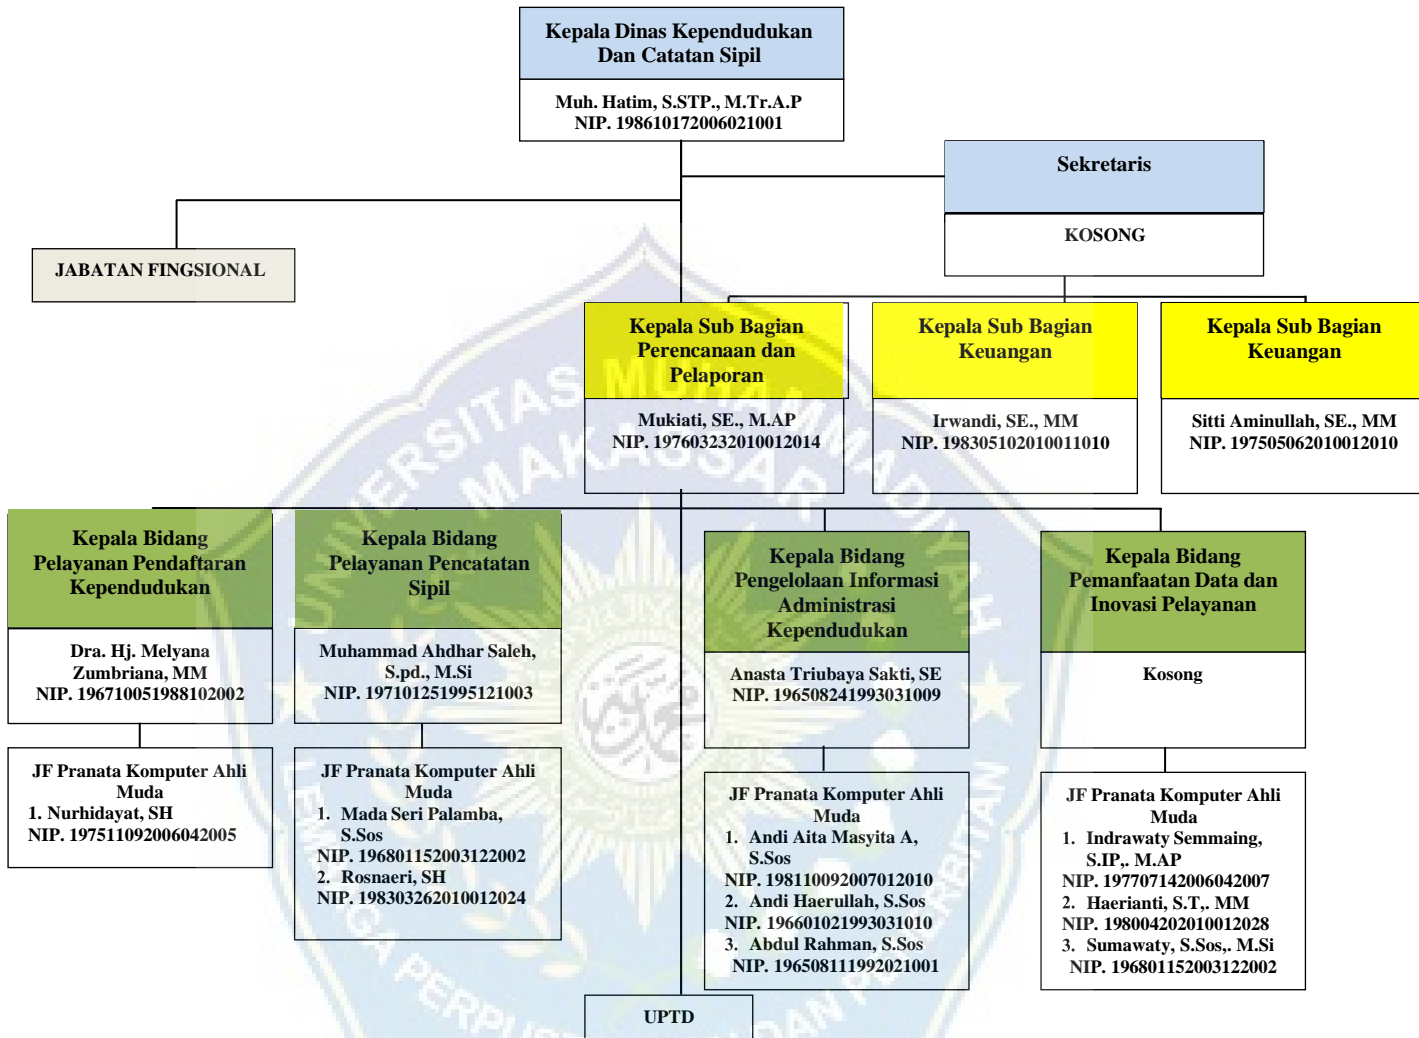 Kepala Dinas Kependudukan
Dan Catatan Sipil
Muh. Hatim, S.STP., M.Tr.A.P
NIP. 198610172006021001
Sekretaris
KOSONG
JABATAN FINGSIONAL
Kepala Sub Bagian
Perencanaan dan
Pelaporan
Mukiati, SE., M.AP
NIP. 197603232010012014
Kepala Sub Bagian
Keuangan
Irwandi, SE., MM
NIP. 198305102010011010
Kepala Sub Bagian
Keuangan
Sitti Aminullah, SE., MM
NIP. 197505062010012010
Kepala Bidang
Pelayanan Pendaftaran
Kependudukan
Dra. Hj. Melyana
Zumbriana, MM
NIP. 196710051988102002
JF Pranata Komputer Ahli
Muda
1. Nurhidayat, SH
NIP. 197511092006042005
Kepala Bidang
Pelayanan Pencatatan
Sipil
Muhammad Ahdhar Saleh,
S.pd., M.Si
NIP. 197101251995121003
JF Pranata Komputer Ahli
Muda
1. Mada Seri Palamba,
S.Sos
NIP. 196801152003122002
2. Rosnaeri, SH
NIP. 198303262010012024
Kepala Bidang
Pengelolaan Informasi
Administrasi
Kependudukan
Anasta Triubaya Sakti, SE
NIP. 196508241993031009
JF Pranata Komputer Ahli
Muda
1. Andi Aita Masyita A,
S.Sos
NIP. 198110092007012010
2. Andi Haerullah, S.Sos
NIP. 196601021993031010
3. Abdul Rahman, S.Sos
NIP. 196508111992021001
Kepala Bidang
Pemanfaatan Data dan
Inovasi Pelayanan
Kosong
JF Pranata Komputer Ahli
Muda
1. Indrawaty Semmaing,
S.IP,. M.AP
NIP. 197707142006042007
2. Haerianti, S.T,. MM
NIP. 198004202010012028
3. Sumawaty, S.Sos,. M.Si
NIP. 196801152003122002
UPTD
UNIVERSITAS MUHAMMADIYAH
MAKASSAR